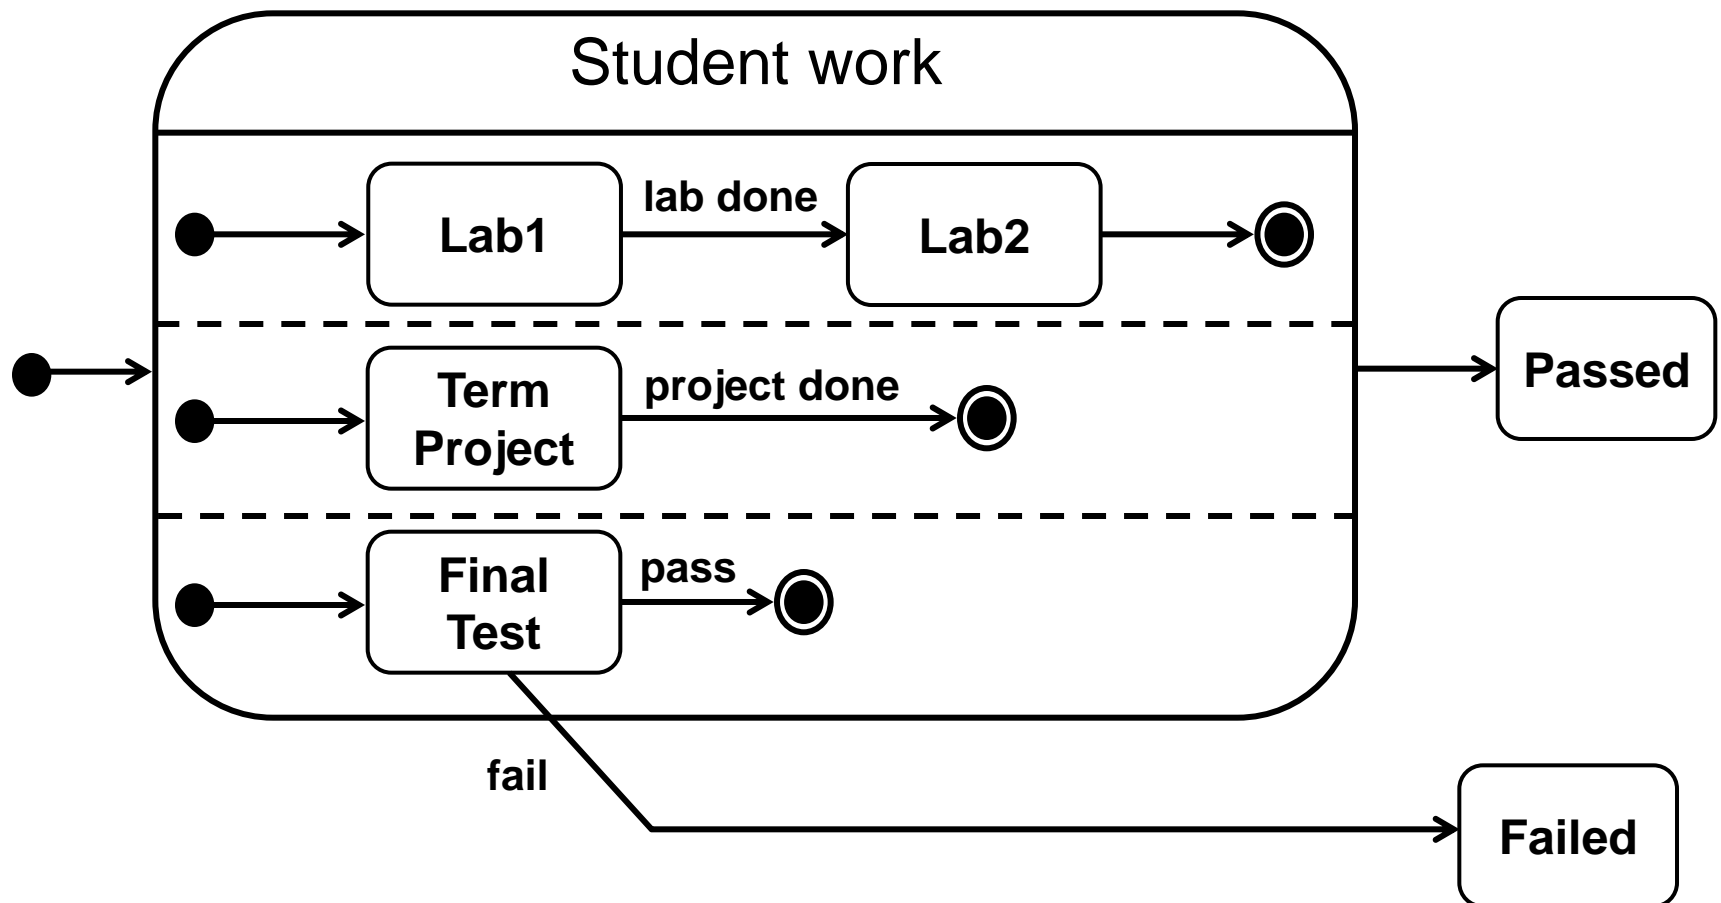 Student work
Lab1
lab done
Lab2
Term
Project
project done
Passed
Final
Test
pass
fail
Failed